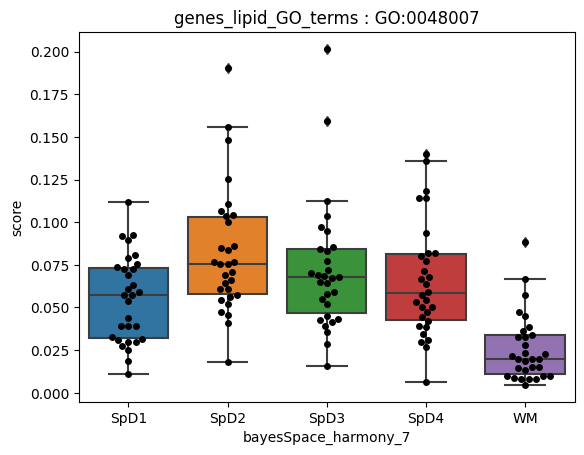 genes_lipid_GO_terms : GO:0048007
0.200
0.175
0.150
0.125
0.100
0.075
0.050
0.025
0.000
score
SpD1 SpD2 SpD3 SpD4 WM
bayesSpace_harmony_7